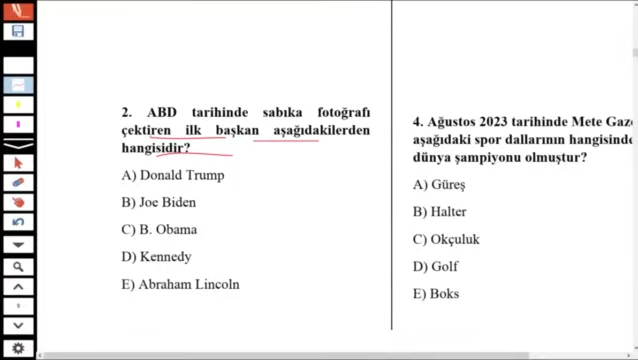 2. ABD tarihinde sabıka fotoğrafı
çektiren ilk başkan aşağıdakilerden
hangisidir?
A) Donald Trump
B) Joe Biden
C) B. Obama
D) Kennedy
E) Abraham Lincoln
4. Ağustos 2023 tarihinde Mete
aşağıdaki spor dallarının hangisinde
dünya şampiyonu olmuştur?
A) Güreş
B) Halter
C) Okçuluk
D) Golf
E) Boks